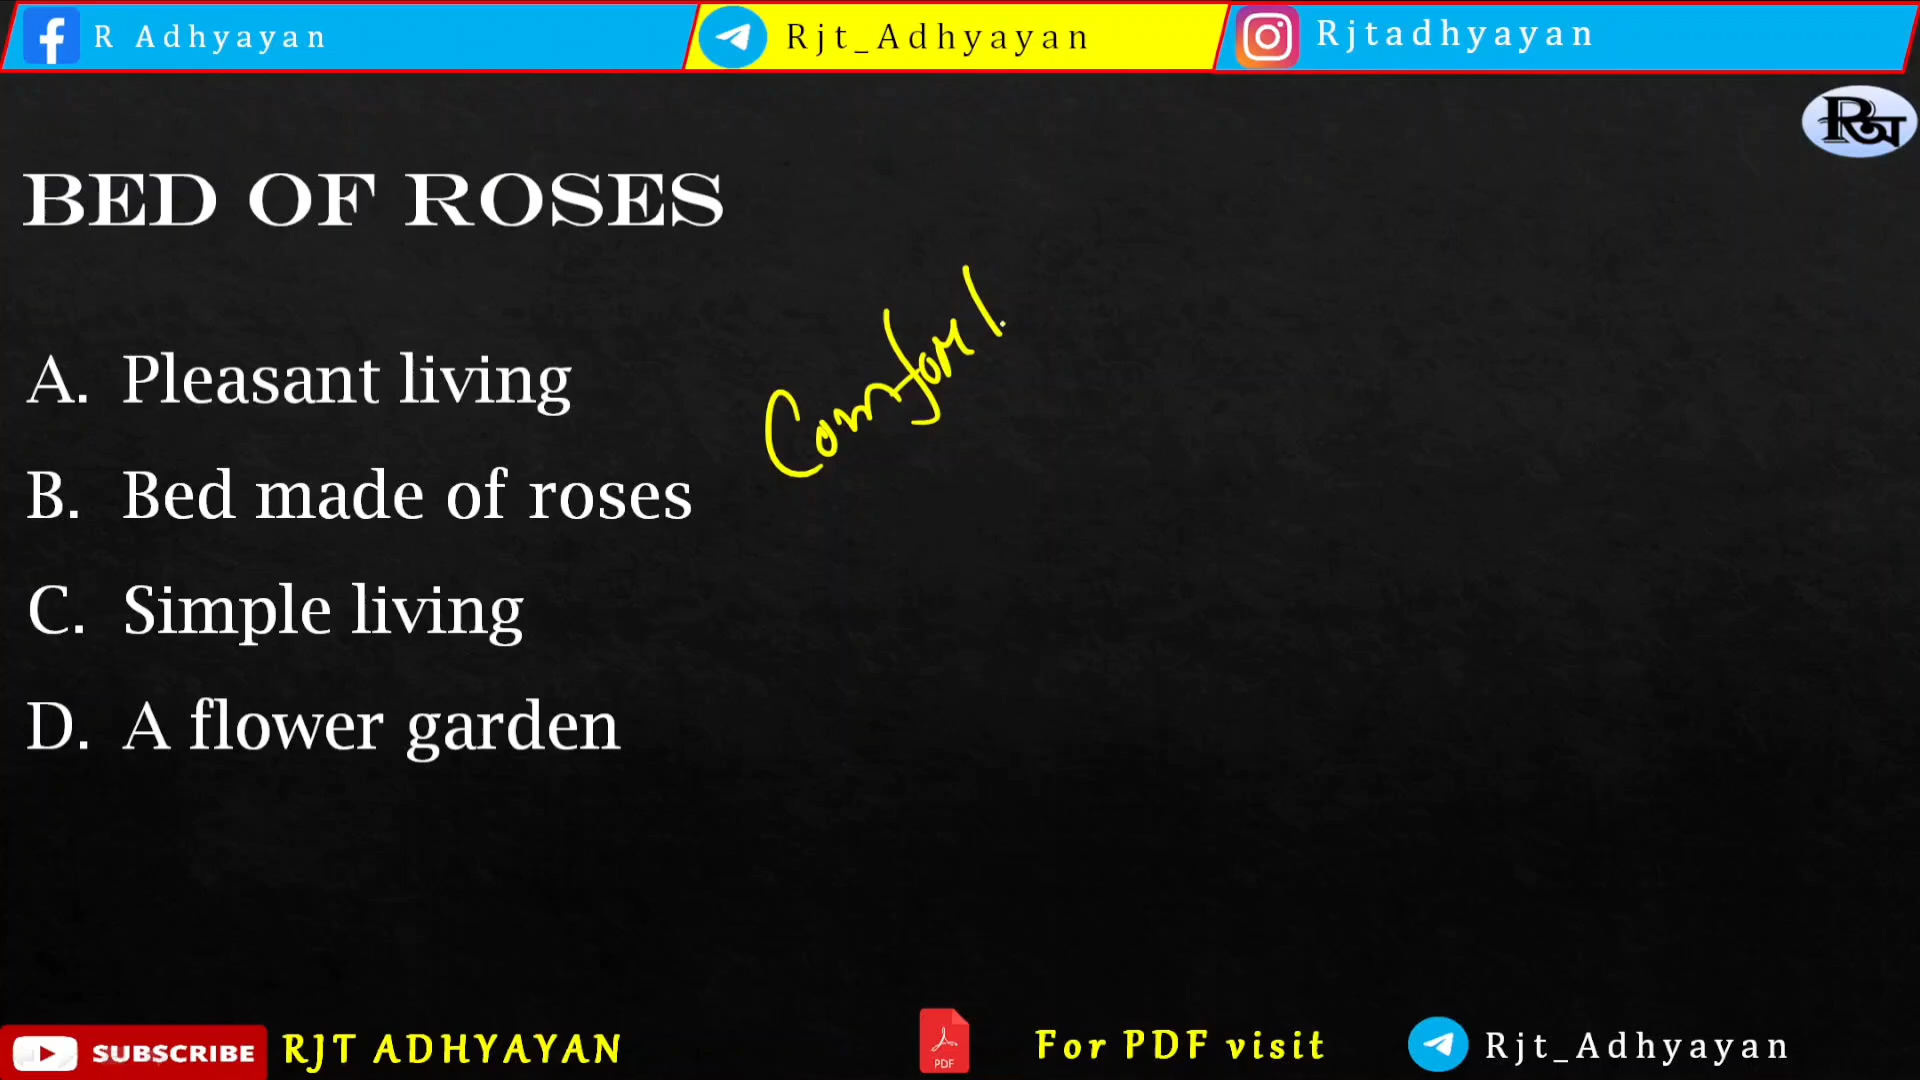 R Adhyayan
Rjt_Adhyayan
Rjtadhyayan
BED OF ROSES
A. Pleasant living
B. Bed made of roses
C. Simple living
D. A flower garden
SUBSCRIBE
RJT ADHYAYAN
PDF
For PDF visit
Rjt_Adhyayan